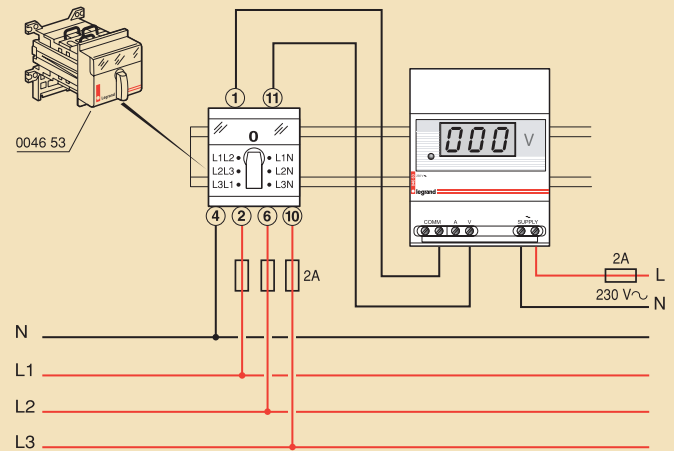 0046 53
1
11
0
L1L2 • • L1N
L2L3 • • L2N
L3L1 • • L3N
4 2 6 10
2A
000 V
legrand
COMM A V SUPPLY
2A
L
230 V~
N
N
L1
L2
L3